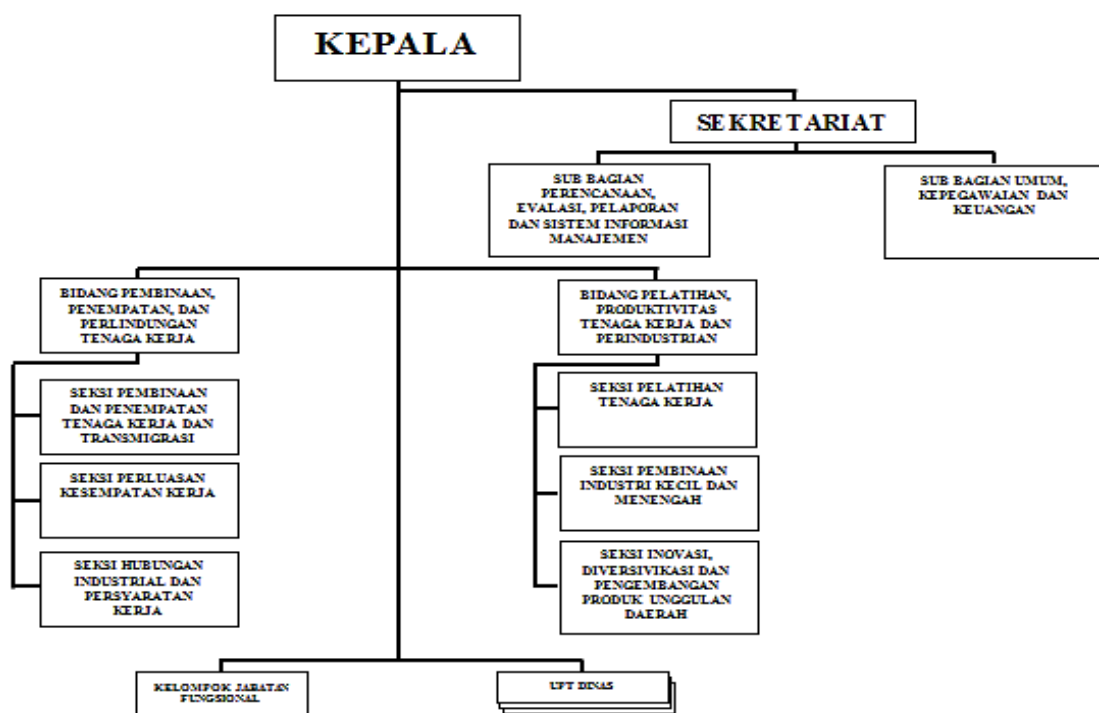 KEPALA
SEKRETARIAT
SUB BAGIAN
PERENCANAAN,
EVALASI, PELAPORAN
DAN SISTEM INFORMASI
MANAJEMEN
SUB BAGIAN UMUM,
KEPEGAWAIAN DAN
KEUANGAN
BIDANG PEMBINAAN,
PENEMPATAN, DAN
PERLINDUNGAN
TENAGA KERJA
SEKSI PEMBINAAN
DAN PENEMPATAN
TENAGA KERJA DAN
TRANSMIGRASI
SEKSI PERLUASAN
KESEMPATAN KERJA
SEKSI HUBUNGAN
INDUSTRIAL DAN
PERSYARATAN
KERJA
BIDANG PELATIHAN,
PRODUKTIVITAS
TENAGA KERJA DAN
PERINDUSTRIAN
SEKSI PELATIHAN
TENAGA KERJA
SEKSI PEMBINAAN
INDUSTRI KECIL DAN
MENENGAH
SEKSI INOVASI,
DIVERSIVIKASI DAN
PENGEMBANGAN
PRODUK UNGGULAN
DAERAH
KELOMPOK JABATAN
FUNGSIONAL
UPT DINAS